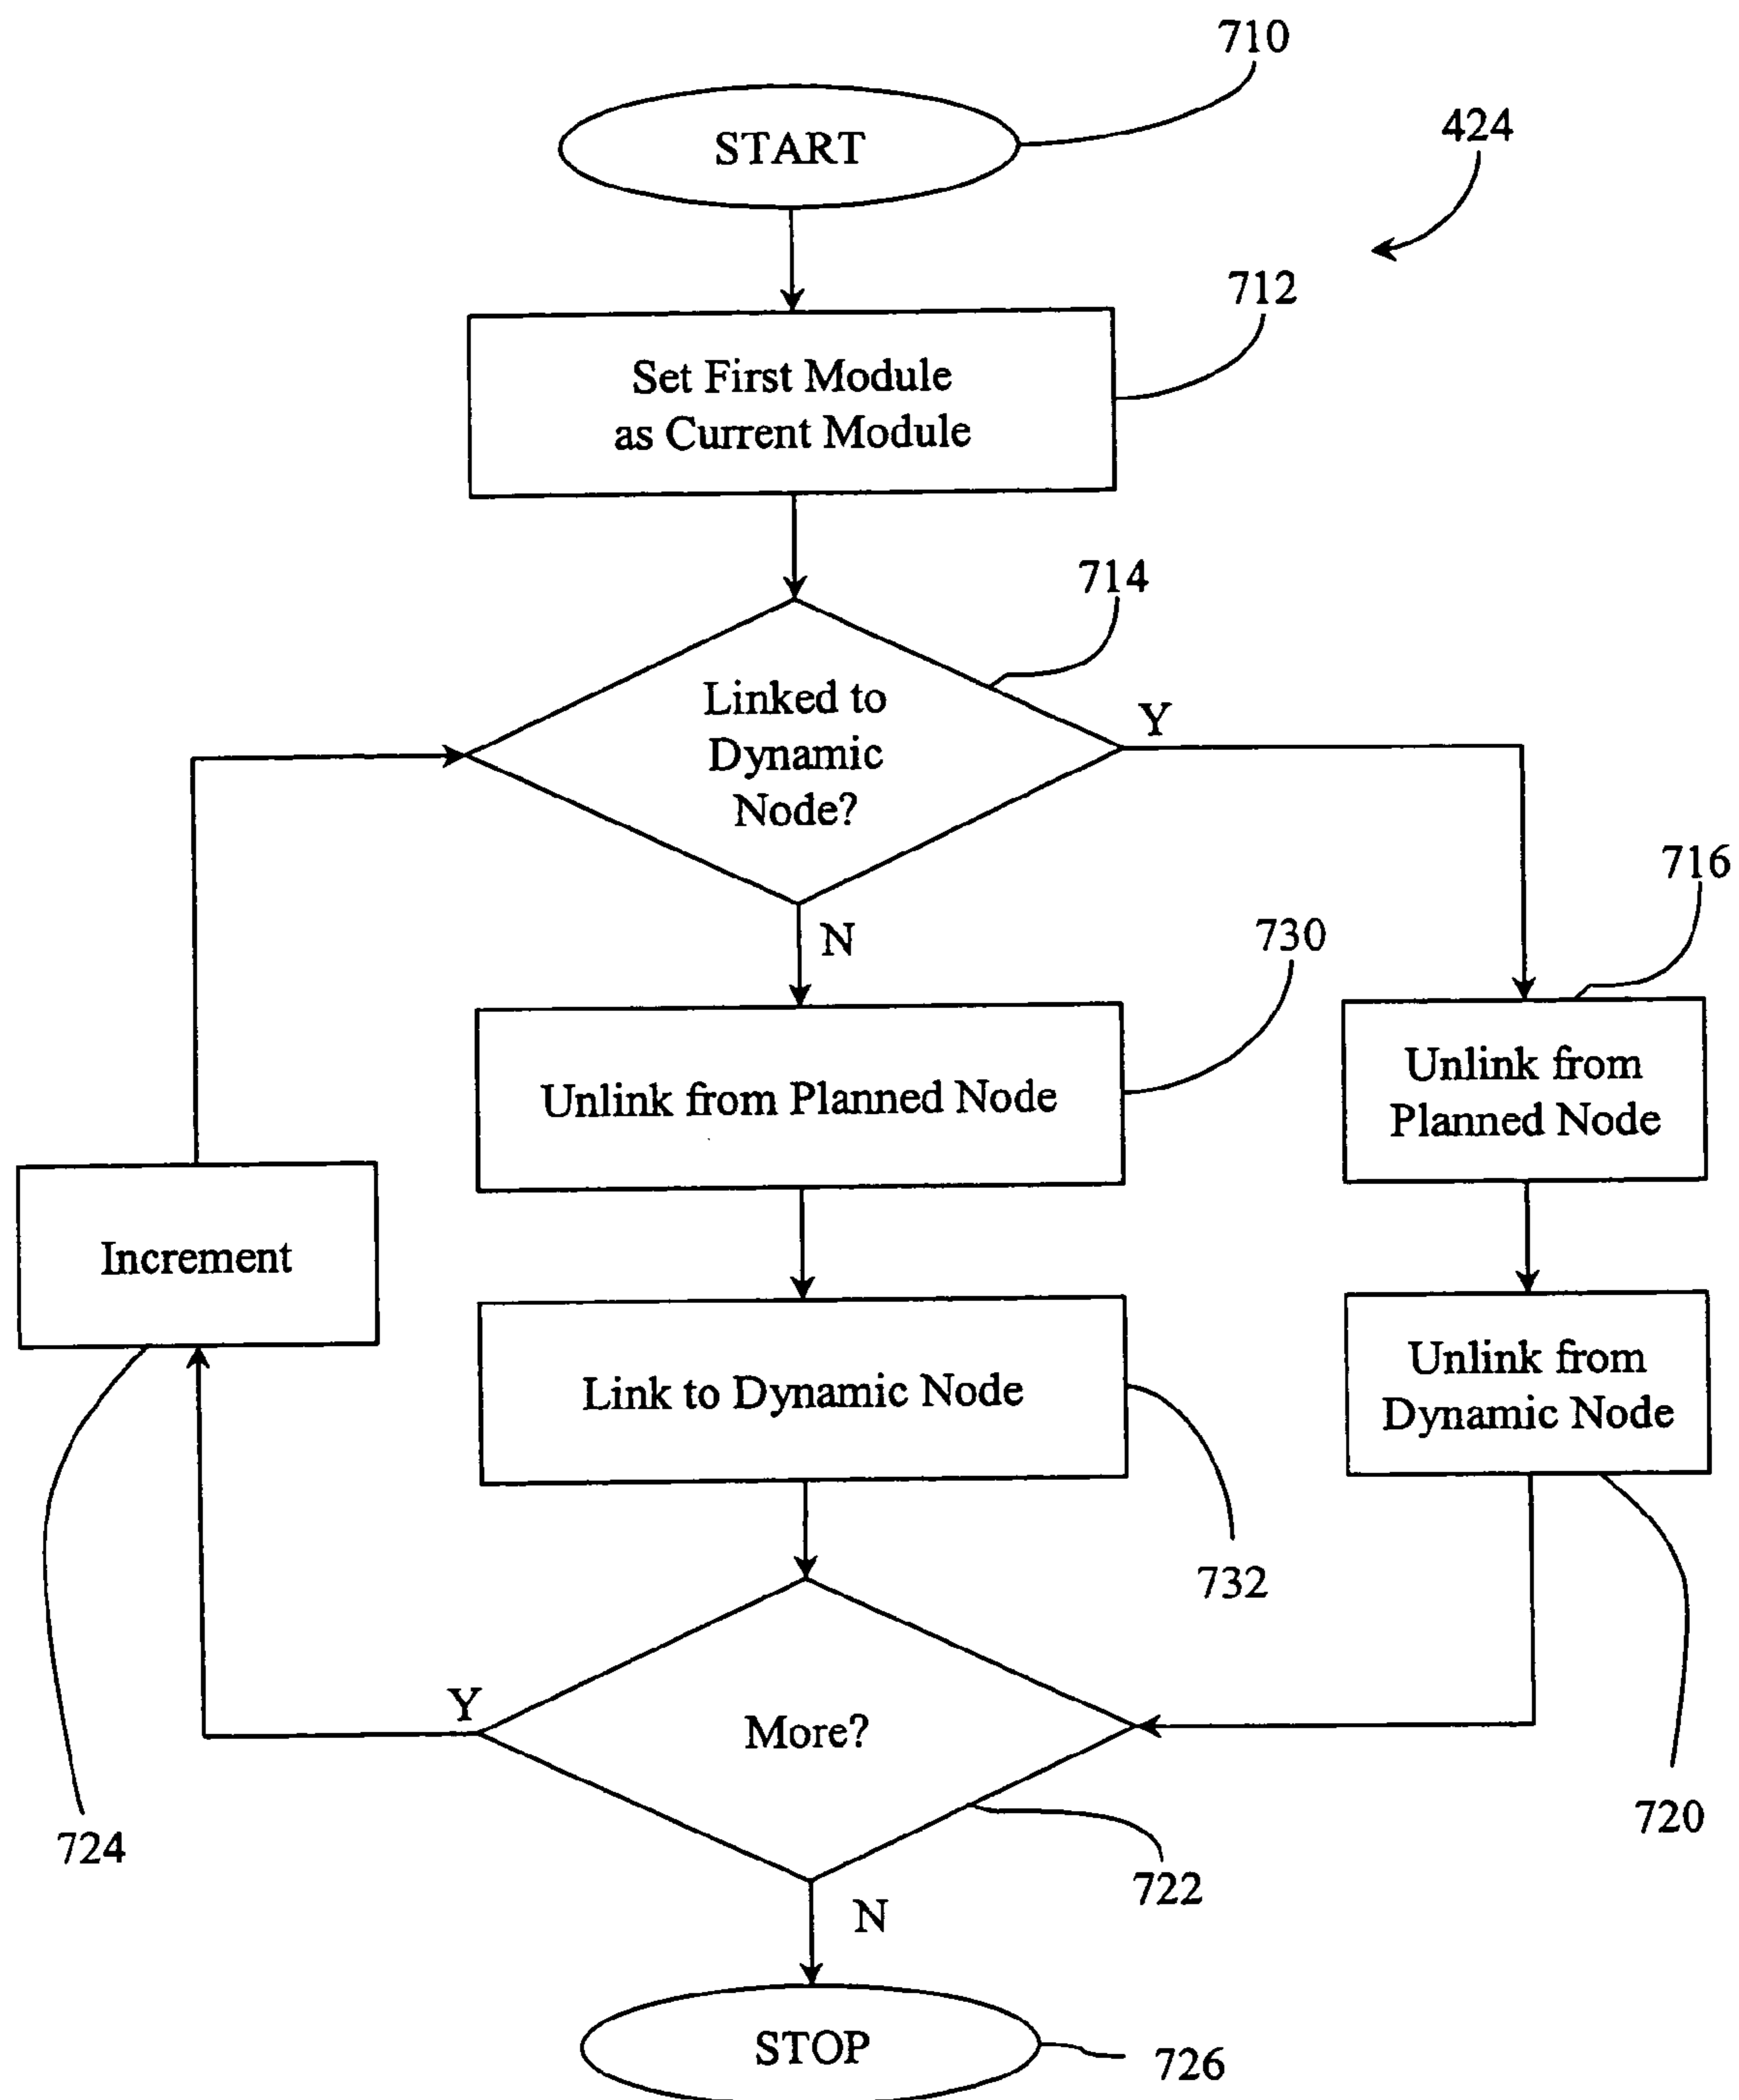 710
START
424
712
Set First Module
as Current Module
714
Linked to
Dynamic
Node?
Y
716
N
730
Unlink from
Planned Node
Unlink from Planned Node
Increment
Unlink from
Dynamic Node
Link to Dynamic Node
732
Y
More?
720
724
722
N
STOP
726